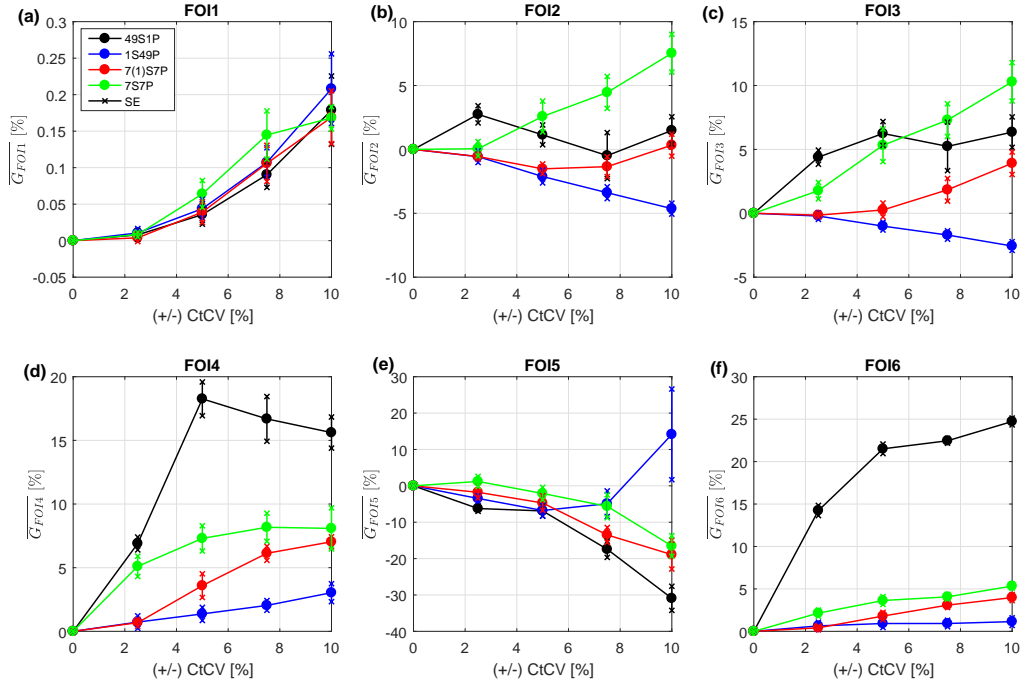 (a) FOI1
0.3
0.25
0.2
0.15
0.1
0.05
0
-0.05
G_FOI1 [%]
49S1P
1S49P
7(1)S7P
7S7P
SE
0 2 4 6 8 10
(+/-) CtCV [%]
(b) FOI2
10
5
0
-5
-10
G_FOI2 [%]
0 2 4 6 8 10
(+/-) CtCV [%]
(c) FOI3
15
10
5
0
-5
G_FOI3 [%]
0 2 4 6 8 10
(+/-) CtCV [%]
(d) FOI4
20
15
10
5
0
G_FOI4 [%]
0 2 4 6 8 10
(+/-) CtCV [%]
(e) FOI5
30
20
10
0
-10
-20
-30
-40
G_FOI5 [%]
0 2 4 6 8 10
(+/-) CtCV [%]
(f) FOI6
30
25
20
15
10
5
0
G_FOI6 [%]
0 2 4 6 8 10
(+/-) CtCV [%]